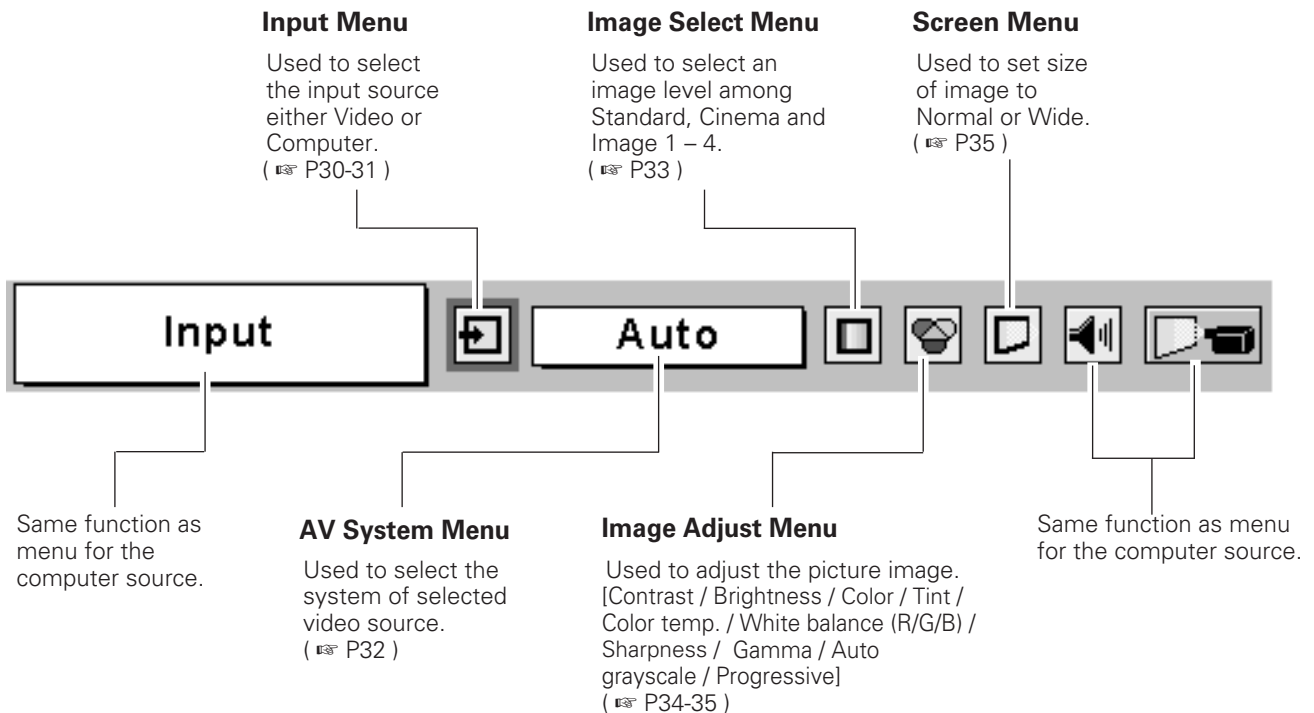 Input Menu
Used to select
the input source
either Video or
Computer.
( ☞ P30-31 )
Image Select Menu
Used to select an
image level among
Standard, Cinema and
Image 1 – 4.
( ☞ P33 )
Screen Menu
Used to set size
of image to
Normal or Wide.
( ☞ P35 )
Input
Auto
Same function as
menu for the
computer source.
AV System Menu
Used to select the
system of selected
video source.
( ☞ P32 )
Image Adjust Menu
Used to adjust the picture image.
[Contrast / Brightness / Color / Tint /
Color temp. / White balance (R/G/B) /
Sharpness / Gamma / Auto
grayscale / Progressive]
( ☞ P34-35 )
Same function as menu
for the computer source.